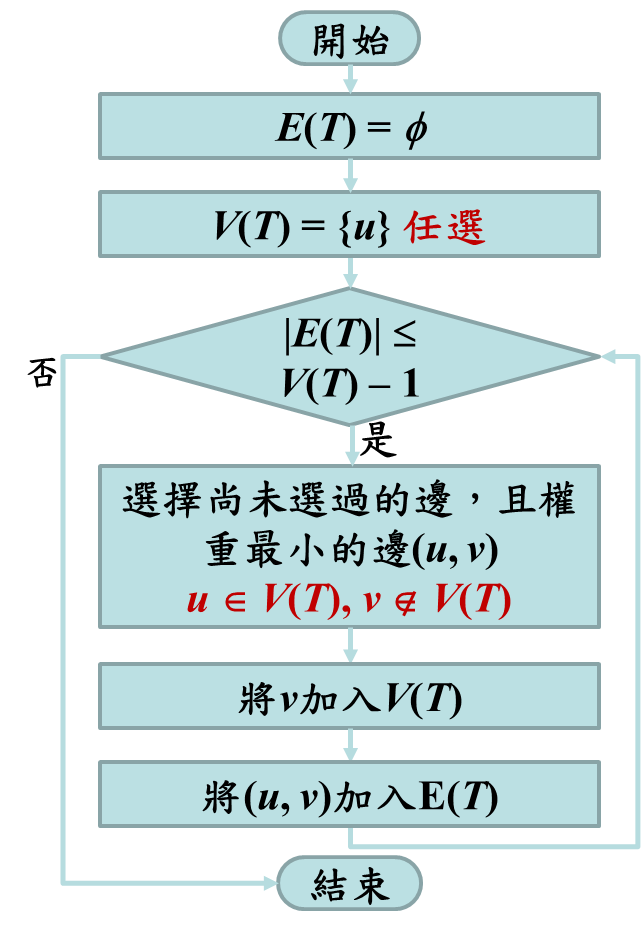 開始
E(T) = ϕ
V(T) = {u} 任選
|E(T)| ≤
V(T) – 1
否
是
選擇尚未選過的邊，且權
重最小的邊(u, v)
u ∈ V(T), v ∉ V(T)
將v加入V(T)
將(u, v)加入E(T)
結束